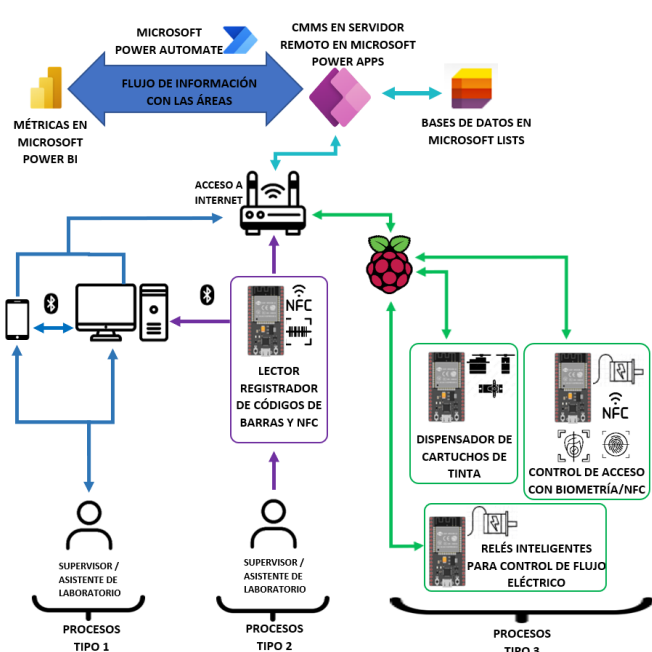 MICROSOFT
POWER AUTOMATE
CMMS EN SERVIDOR
REMOTO EN MICROSOFT
POWER APPS
FLUJO DE INFORMACIÓN
CON LAS ÁREAS
MÉTRICAS EN
MICROSOFT
POWER BI
BASES DE DATOS EN
MICROSOFT LISTS
ACCESO A
INTERNET
NFC
LECTOR
REGISTRADOR
DE CÓDIGOS DE
BARRAS Y NFC
DISPENSADOR DE
CARTUCHOS DE
TINTA
NFC
CONTROL DE ACCESO
CON BIOMETRÍA/NFC
RELÉS INTELIGENTES
PARA CONTROL DE FLUJO
ELÉCTRICO
SUPERVISOR /
ASISTENTE DE
LABORATORIO
SUPERVISOR /
ASISTENTE DE
LABORATORIO
PROCESOS
TIPO 1
PROCESOS
TIPO 2
PROCESOS
TIPO 3